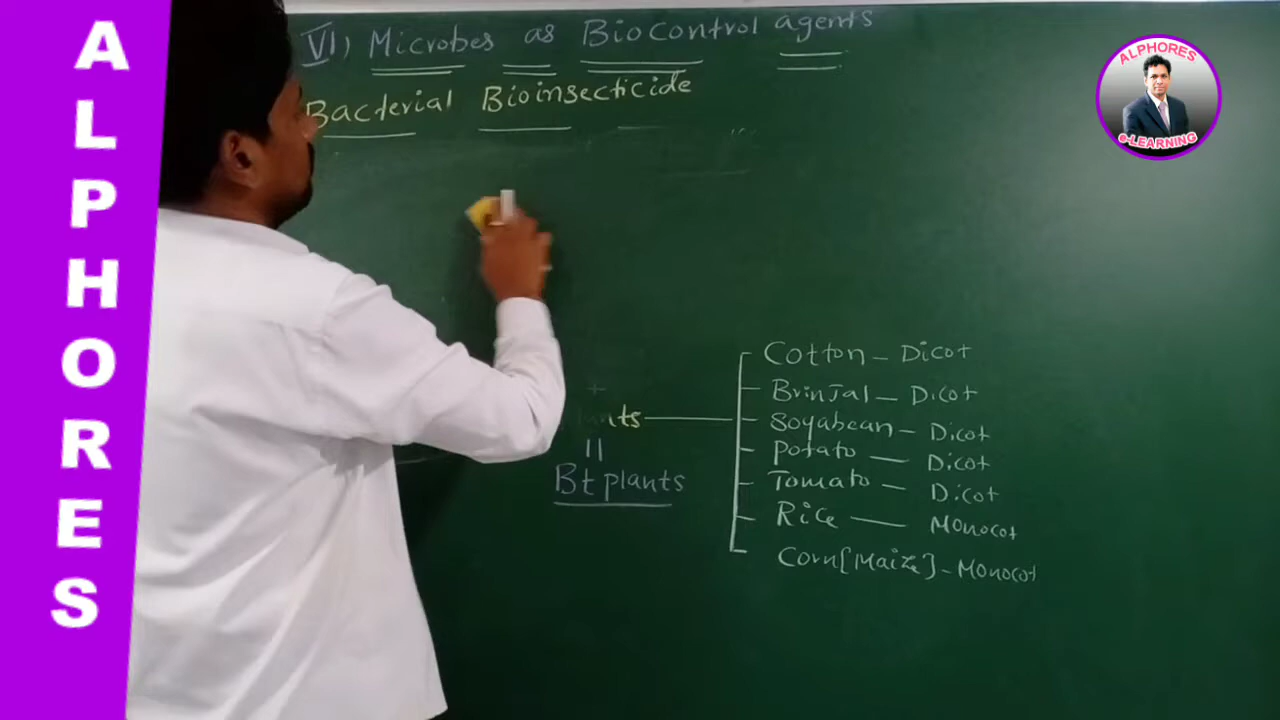 ALPHORES
VI) Microbes as Biocontrol agents
Bacterial Bioinsecticide
ALPHORES
e-LEARNING
+
plants
Bt plants
Cotton - Dicot
Brinjal - Dicot
Soyabean - Dicot
Potato - Dicot
Tomato - Dicot
Rice - Monocot
Corn[Maize] - Monocot